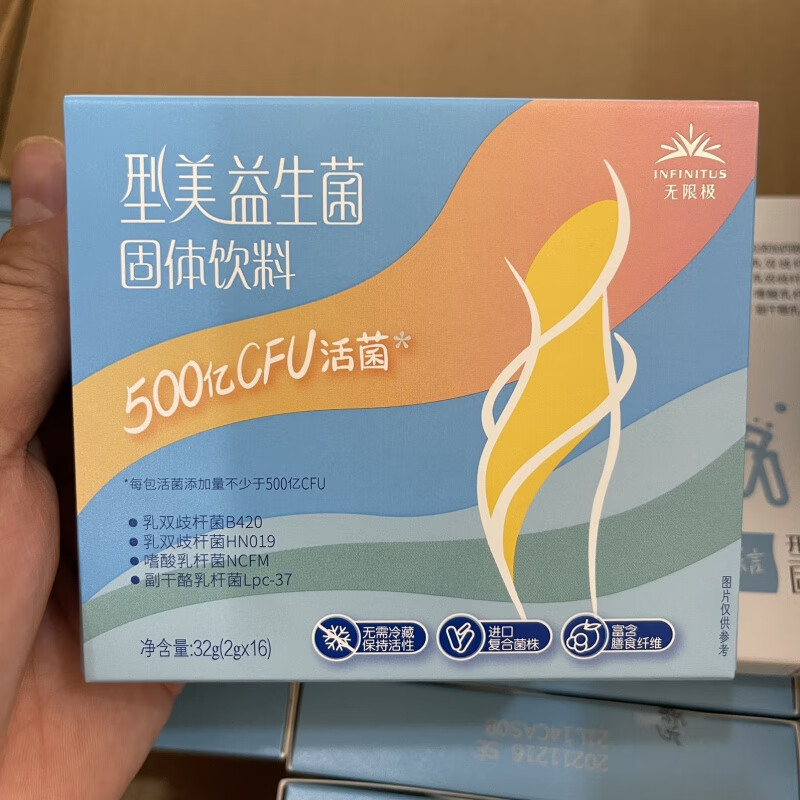 型美益生菌
固体饮料
INFINITUS
无限极
500亿CFU活菌*
*每包活菌添加量不少于500亿CFU
乳双歧杆菌B420
乳双歧杆菌HN019
嗜酸乳杆菌NCFM
副干酪乳杆菌Lpc-37
净含量:32g(2g×16)
无需冷藏
保持活性
进口
复合菌株
富含
膳食纤维
图片仅供参考
20211216 SE
21L14CAS08